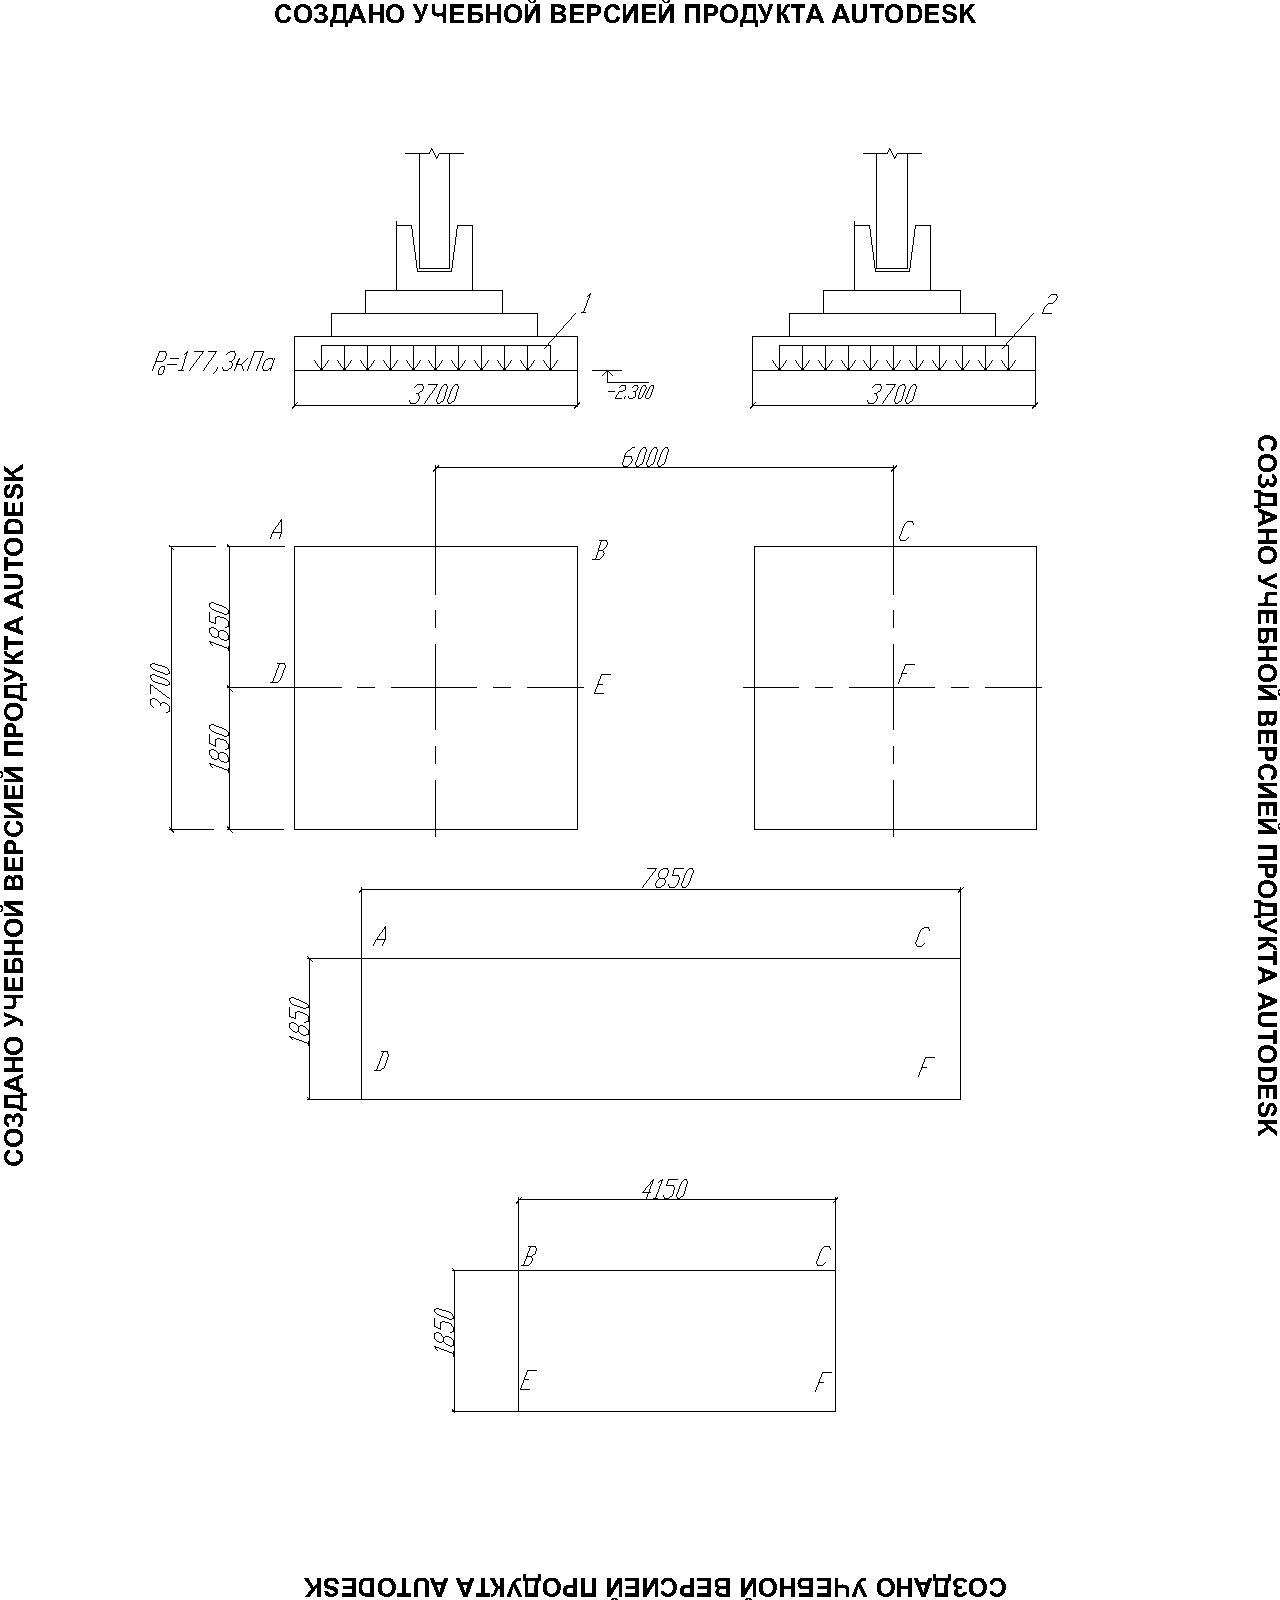 СОЗДАНО УЧЕБНОЙ ВЕРСИЕЙ ПРОДУКТА AUTODESK
1
2
P₀=177,3кПа
-2.300
3700
3700
6000
A
B
C
1850
3700
D
E
F
1850
7850
A
C
1850
D
F
4150
B
C
1850
E
F
СОЗДАНО УЧЕБНОЙ ВЕРСИЕЙ ПРОДУКТА AUTODESK
СОЗДАНО УЧЕБНОЙ ВЕРСИЕЙ ПРОДУКТА AUTODESK
СОЗДАНО УЧЕБНОЙ ВЕРСИЕЙ ПРОДУКТА AUTODESK